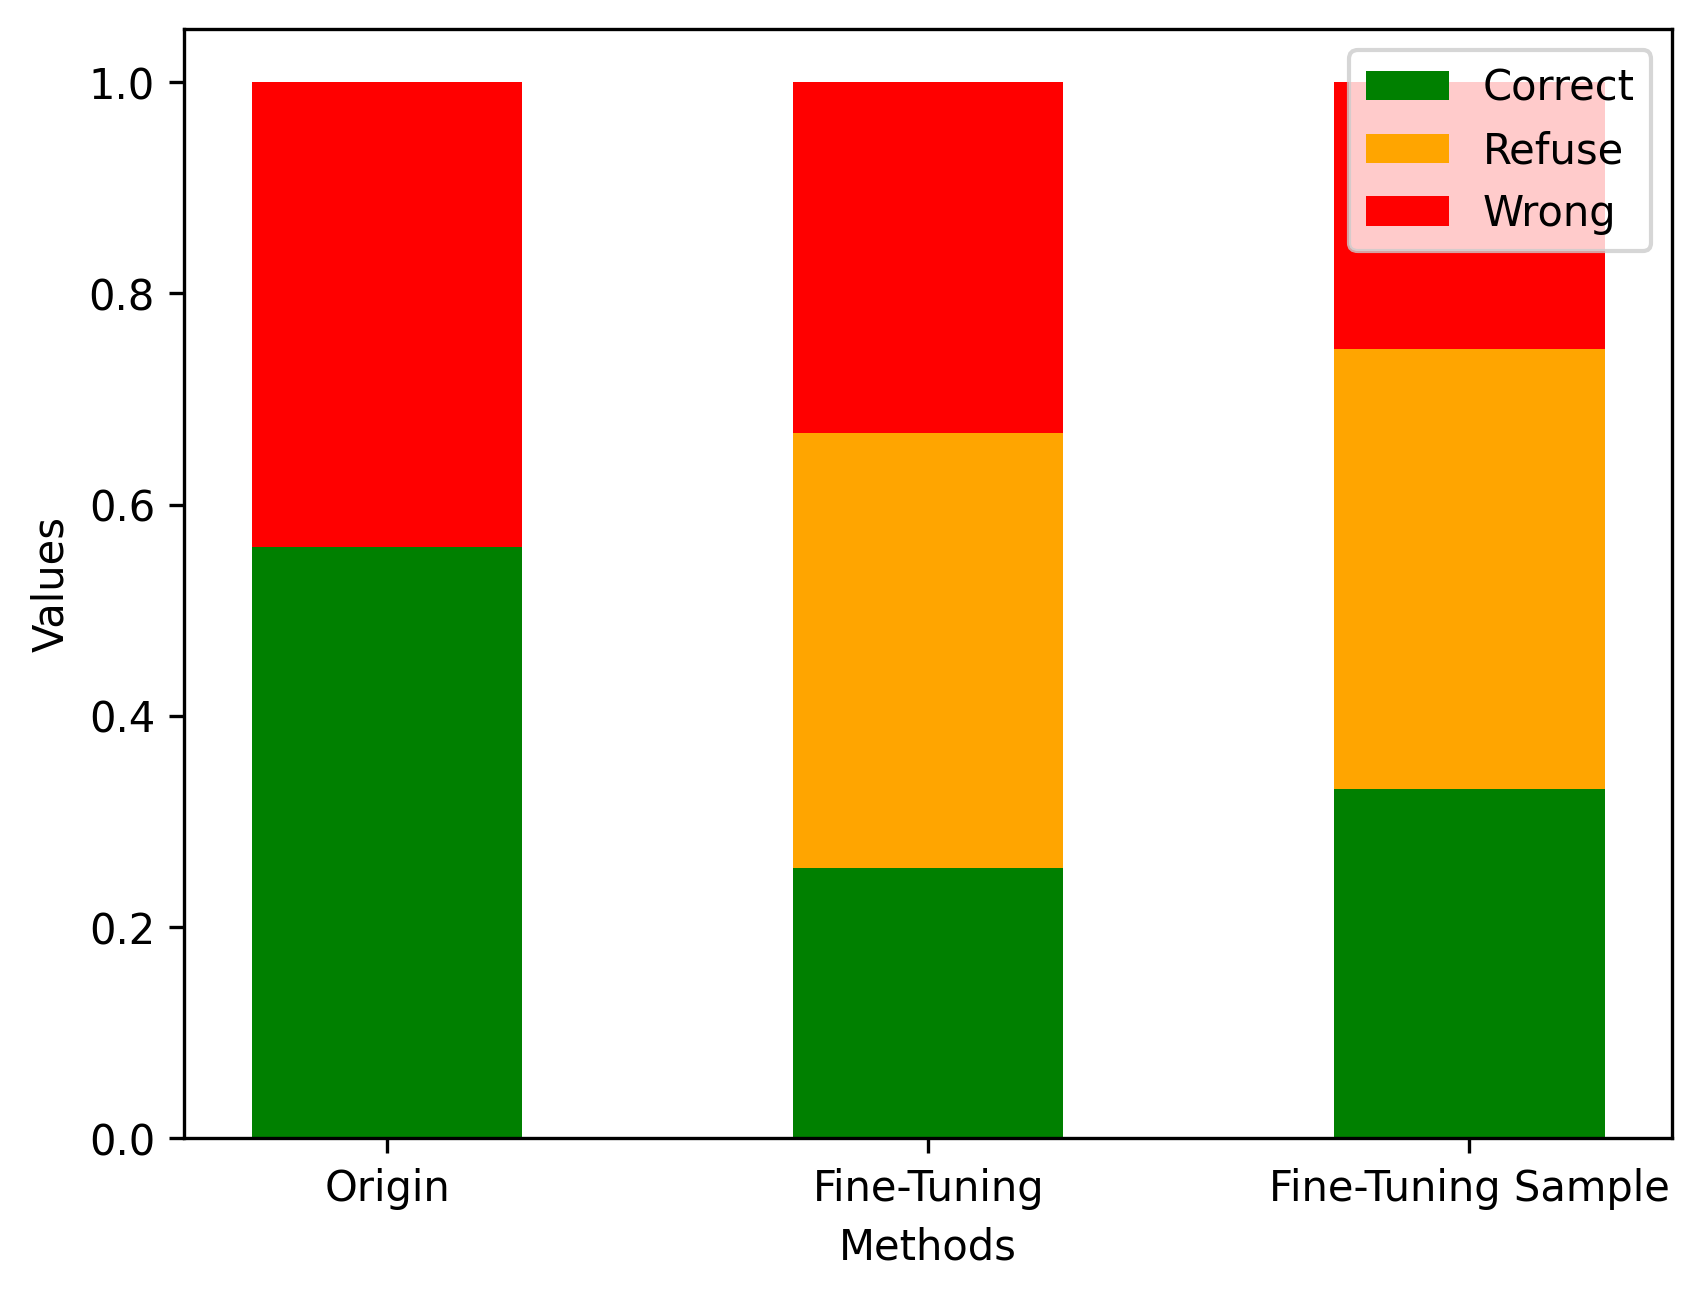 Correct
Refuse
Wrong
1.0
0.8
0.6
0.4
0.2
0.0
Values
Origin
Fine-Tuning
Fine-Tuning Sample
Methods